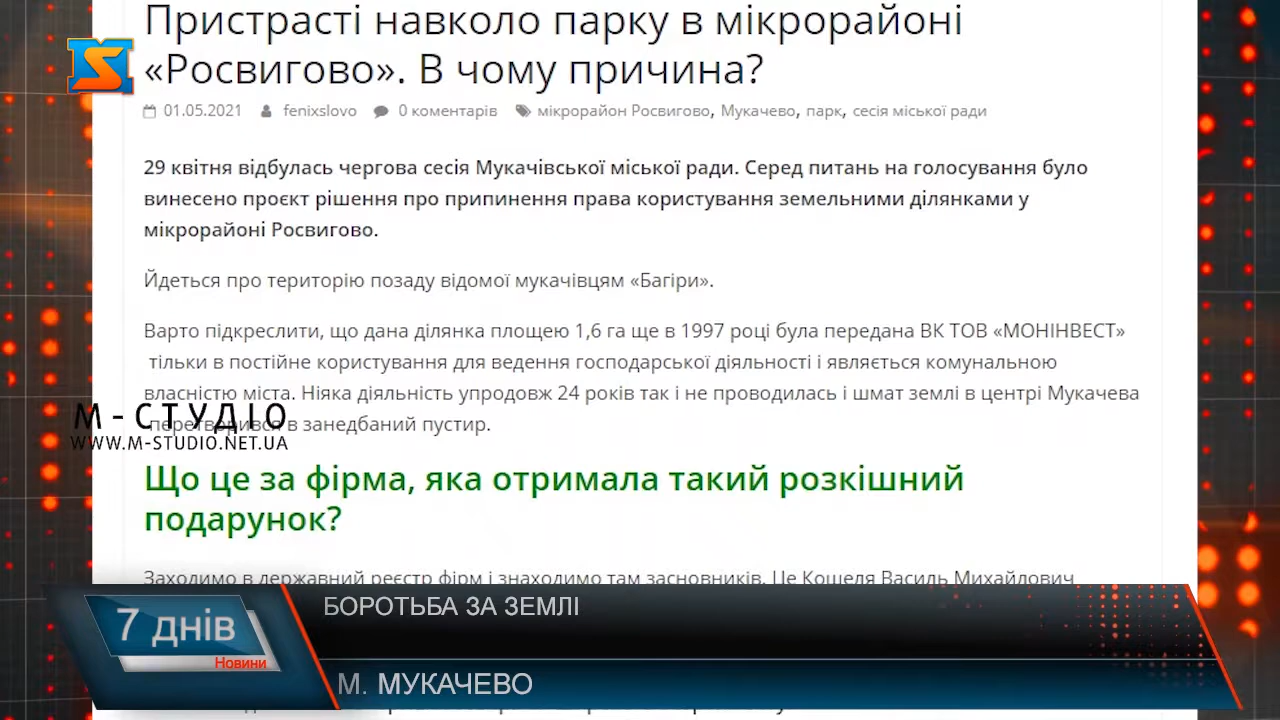 Пристрасті навколо парку в мікрорайоні
«Росвигово». В чому причина?
01.05.2021 fenixslovo 0 коментарів мікрорайон Росвигово, Мукачево, парк, сесія міської ради
29 квітня відбулась чергова сесія Мукачівської міської ради. Серед питань на голосування було
винесено проєкт рішення про припинення права користування земельними ділянками у
мікрорайоні Росвигово.
Йдеться про територію позаду відомої мукачівцям «Багіри».
Варто підкреслити, що дана ділянка площею 1,6 га ще в 1997 році була передана ВК ТОВ «МОНІНВЕСТ»
тільки в постійне користування для ведення господарської діяльності і являється комунальною
власністю міста. Ніяка діяльність упродовж 24 років так і не проводилась і шмат землі в центрі Мукачева
перетворився в занедбаний пустир.
М-СТУДІО
WWW.M-STUDIO.NET.UA
Що це за фірма, яка отримала такий розкішний
подарунок?
Заходимо в державний реєстр фірм і знаходимо там засновників. Це Кошеля Василь Михайлович
7 днів
Новини
БОРОТЬБА ЗА ЗЕМЛІ
М. МУКАЧЕВО